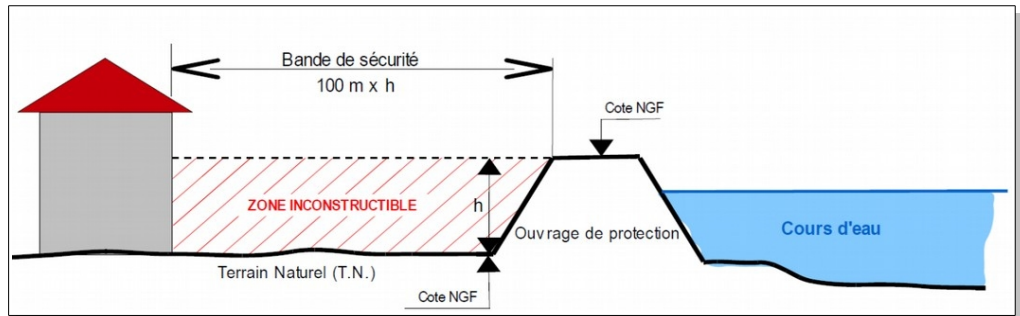 Bande de sécurité
100 m x h
Cote NGF
ZONE INCONSTRUCTIBLE
h
Ouvrage de protection
Cours d'eau
Terrain Naturel (T.N.)
Cote NGF